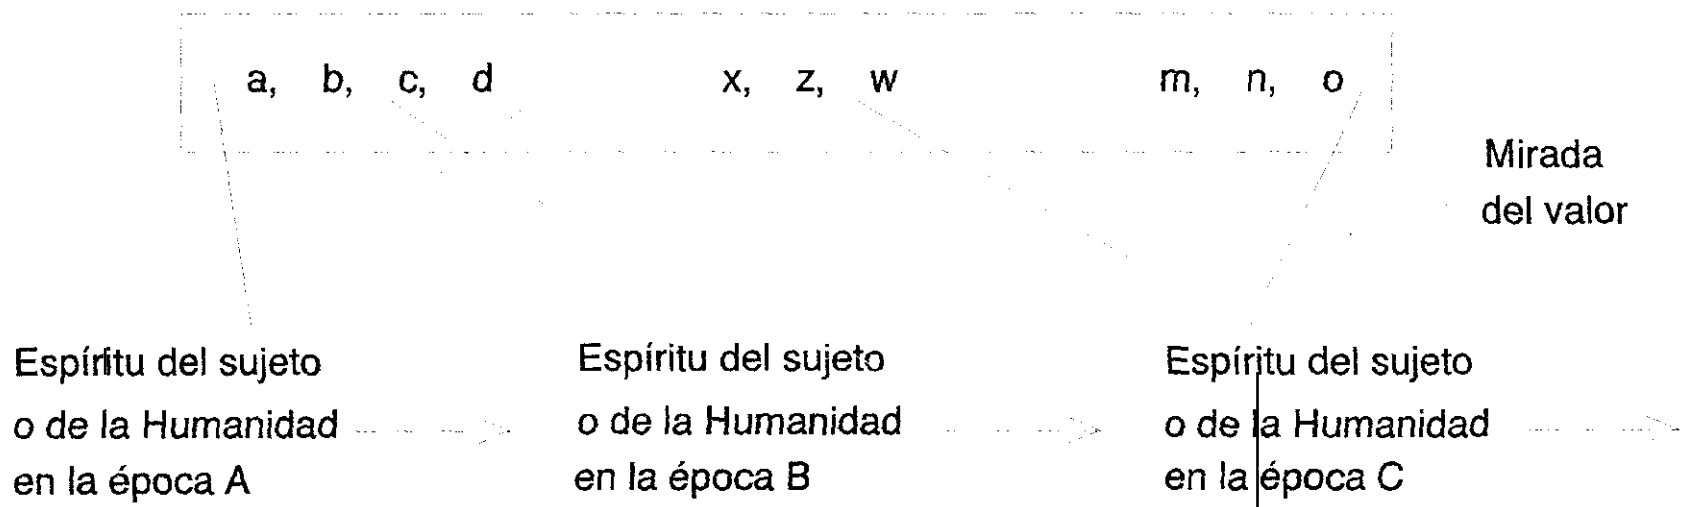 a, b, c, d x, z, w m, n, o
Mirada
del valor
Espíritu del sujeto
o de la Humanidad
en la época A
Espíritu del sujeto
o de la Humanidad
en la época B
Espíritu del sujeto
o de la Humanidad
en la época C